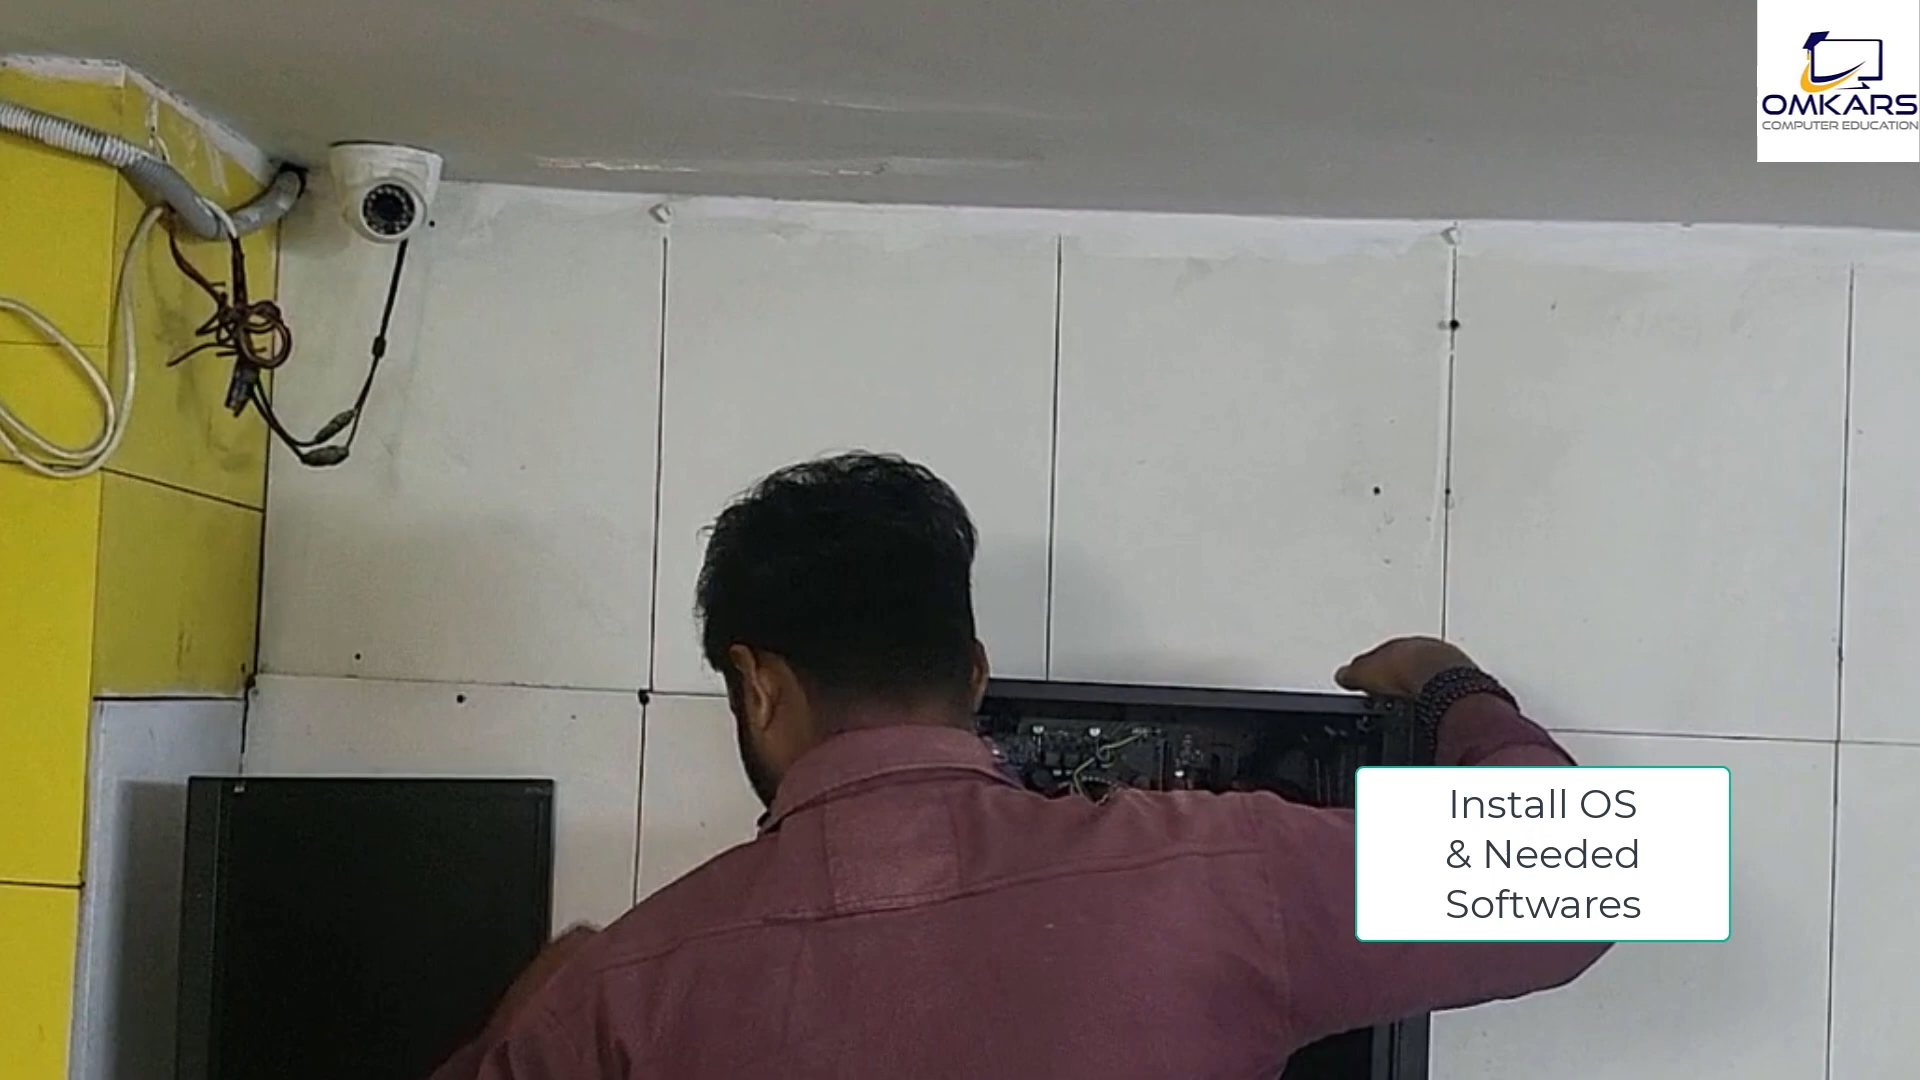 OMKARS
COMPUTER EDUCATION
Install OS
& Needed
Softwares